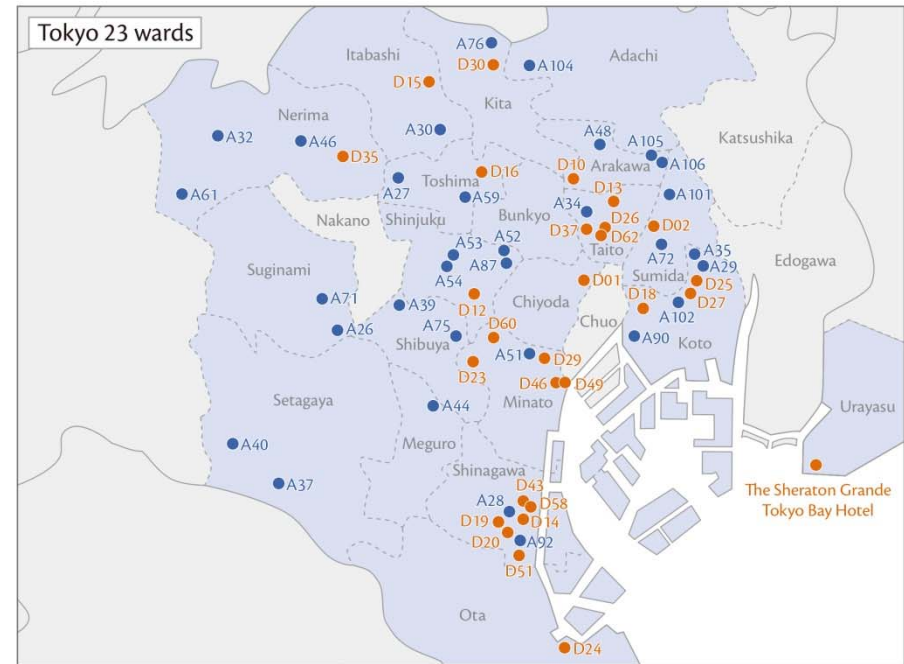 Tokyo 23 wards
A76
Itabashi
D30
A104
Adachi
D15
Kita
Nerima
A32
A46
A30
A48
A105
Katsushika
D35
Arakawa
A106
D16
D10
A27
Toshima
D13
A61
A59
A101
Nakano
Shinjuku
Bunkyo
A34
D26
D02
D37
D62
A53
A52
Taito
A72
A35
Suginami
A54
A87
Sumida
A29
Edogawa
D01
D25
D12
Chiyoda
D18
D27
A71
A39
A102
Chuo
A75
D60
A26
Shibuya
A90
Koto
A51
D29
D23
D46
D49
Setagaya
Minato
A44
Urayasu
A40
Meguro
Shinagawa
A37
D43
The Sheraton Grande
Tokyo Bay Hotel
A28
D58
D19
D14
D20
A92
D51
Ota
D24